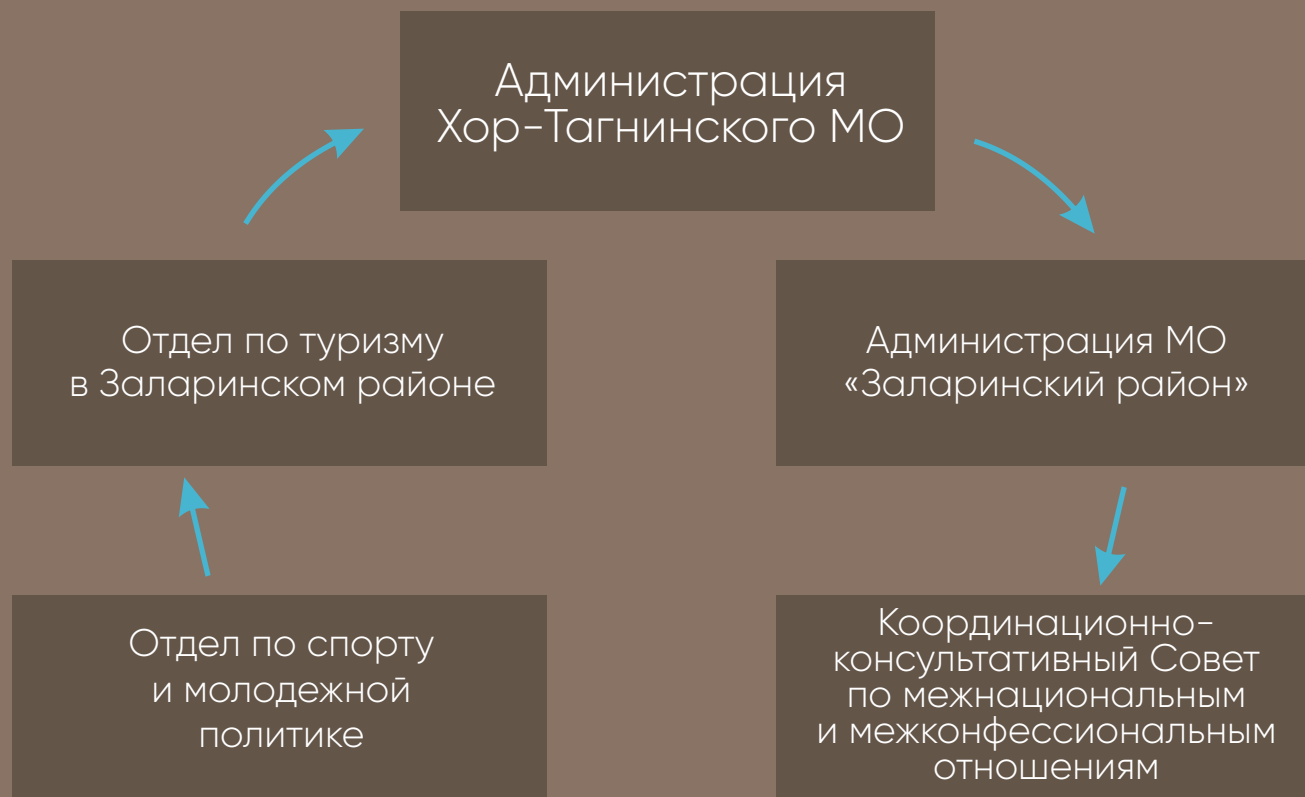 Администрация
Хор-Тагнинского МО
Отдел по туризму
в Заларинском районе
Администрация МО
«Заларинский район»
Отдел по спорту
и молодежной
политике
Координационно-
консультативный Совет
по межнациональным
и межконфессиональным
отношениям